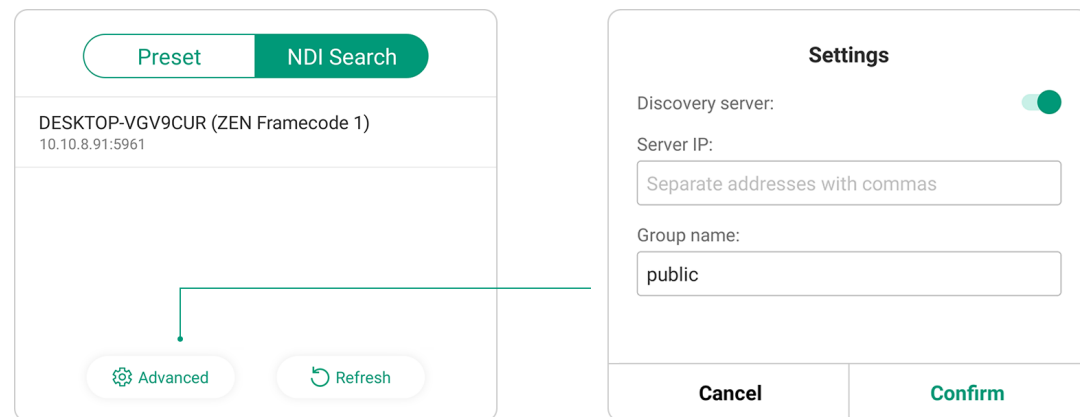 Preset
NDI Search
DESKTOP-VGV9CUR (ZEN Framecode 1)
10.10.8.91:5961
Advanced
Refresh
Settings
Discovery server:
Server IP:
Separate addresses with commas
Group name:
public
Cancel
Confirm